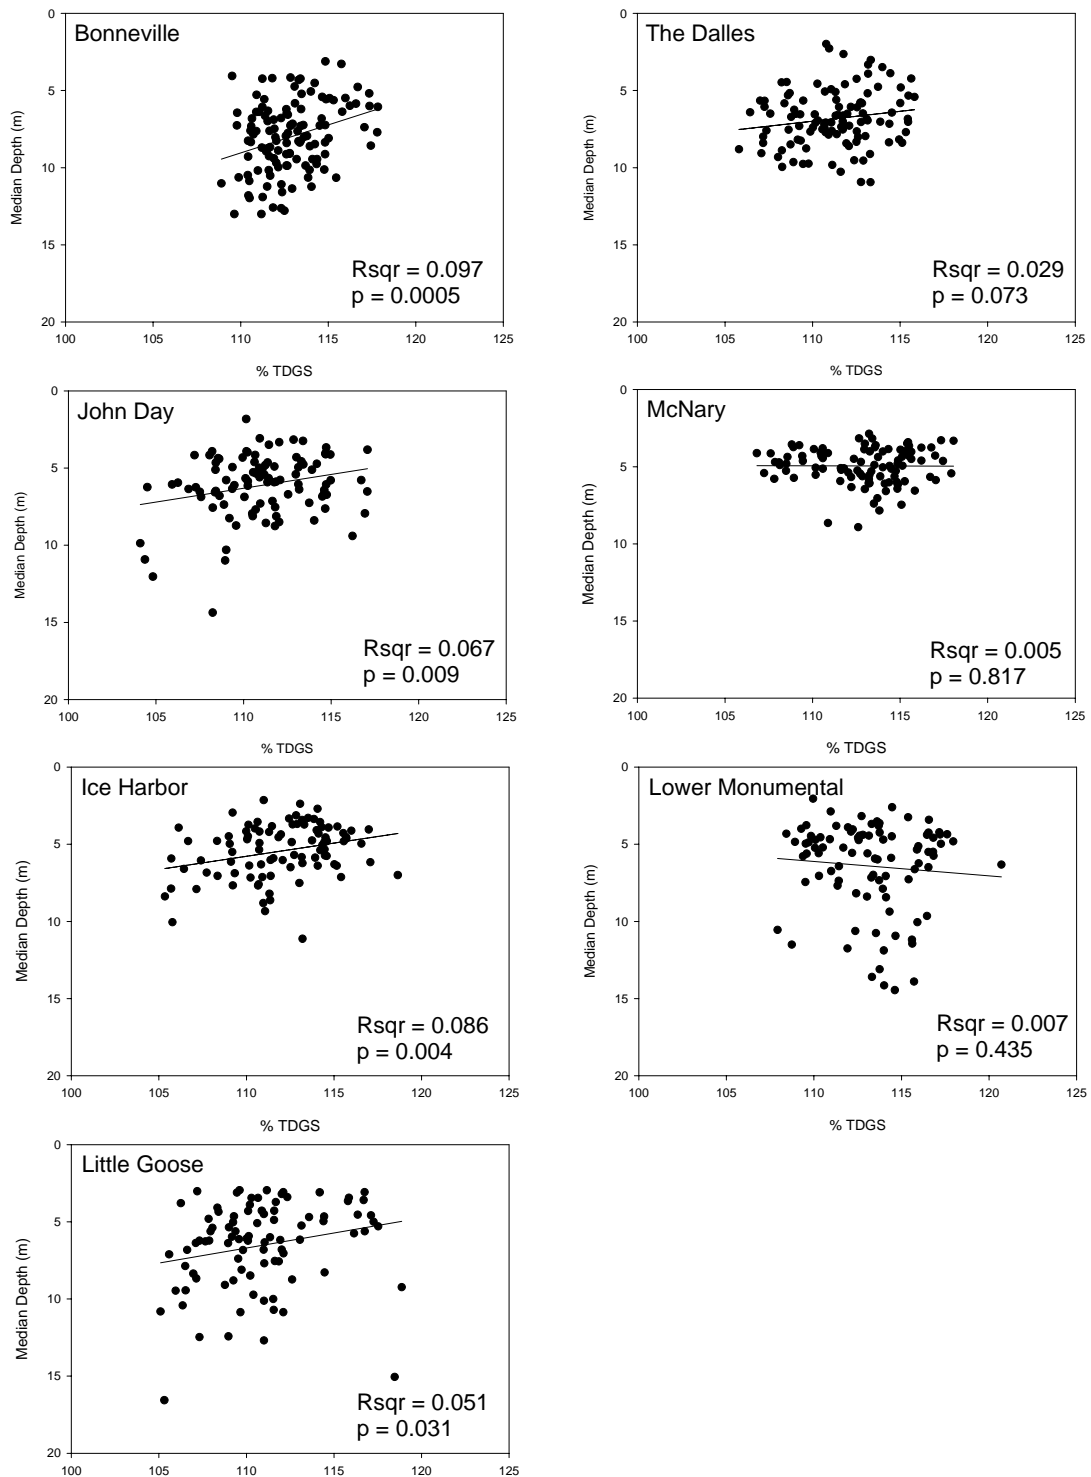 Bonneville
0
5
10
15
20
Median Depth (m)
Rsqr = 0.097
p = 0.0005
100 105 110 115 120 125
% TDGS
The Dalles
0
5
10
15
20
Median Depth (m)
Rsqr = 0.029
p = 0.073
100 105 110 115 120 125
% TDGS
John Day
0
5
10
15
20
Median Depth (m)
Rsqr = 0.067
p = 0.009
100 105 110 115 120 125
% TDGS
McNary
0
5
10
15
20
Median Depth (m)
Rsqr = 0.005
p = 0.817
100 105 110 115 120 125
% TDGS
Ice Harbor
0
5
10
15
20
Median Depth (m)
Rsqr = 0.086
p = 0.004
100 105 110 115 120 125
% TDGS
Lower Monumental
0
5
10
15
20
Median Depth (m)
Rsqr = 0.007
p = 0.435
100 105 110 115 120 125
% TDGS
Little Goose
0
5
10
15
20
Median Depth (m)
Rsqr = 0.051
p = 0.031
100 105 110 115 120 125